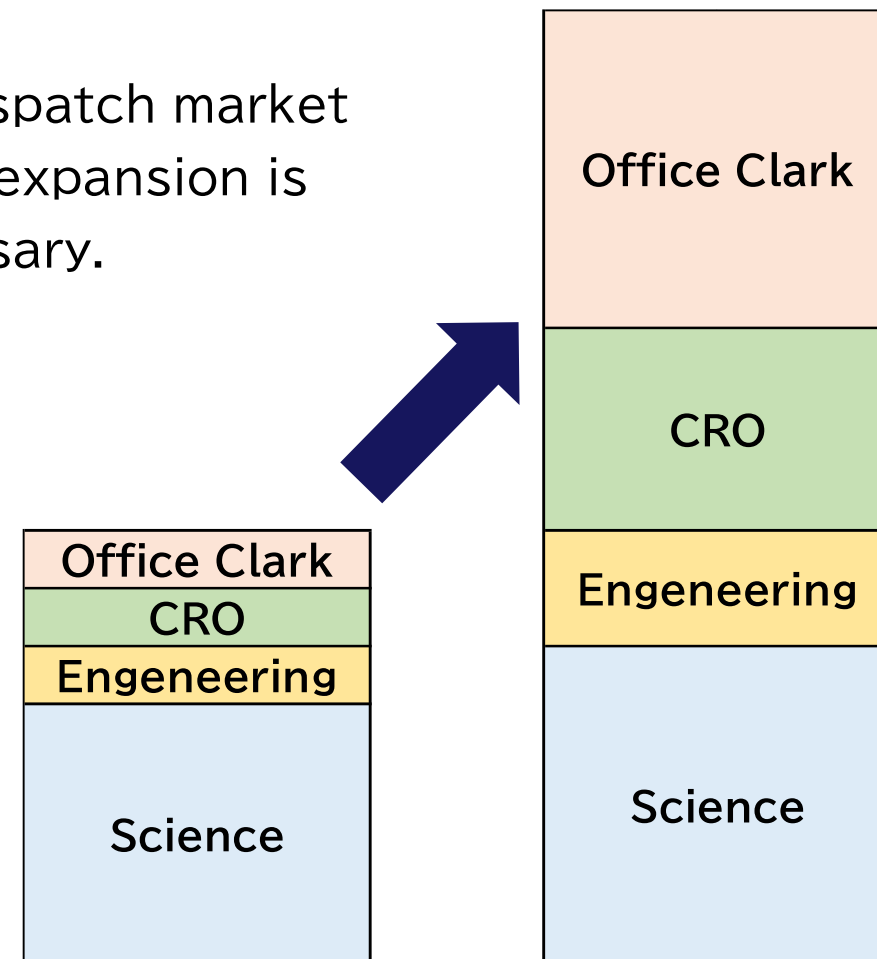 spatch market
expansion is
sary.
Office Clark
CRO
Engeneering
Science
Office Clark
CRO
Engeneering
Science